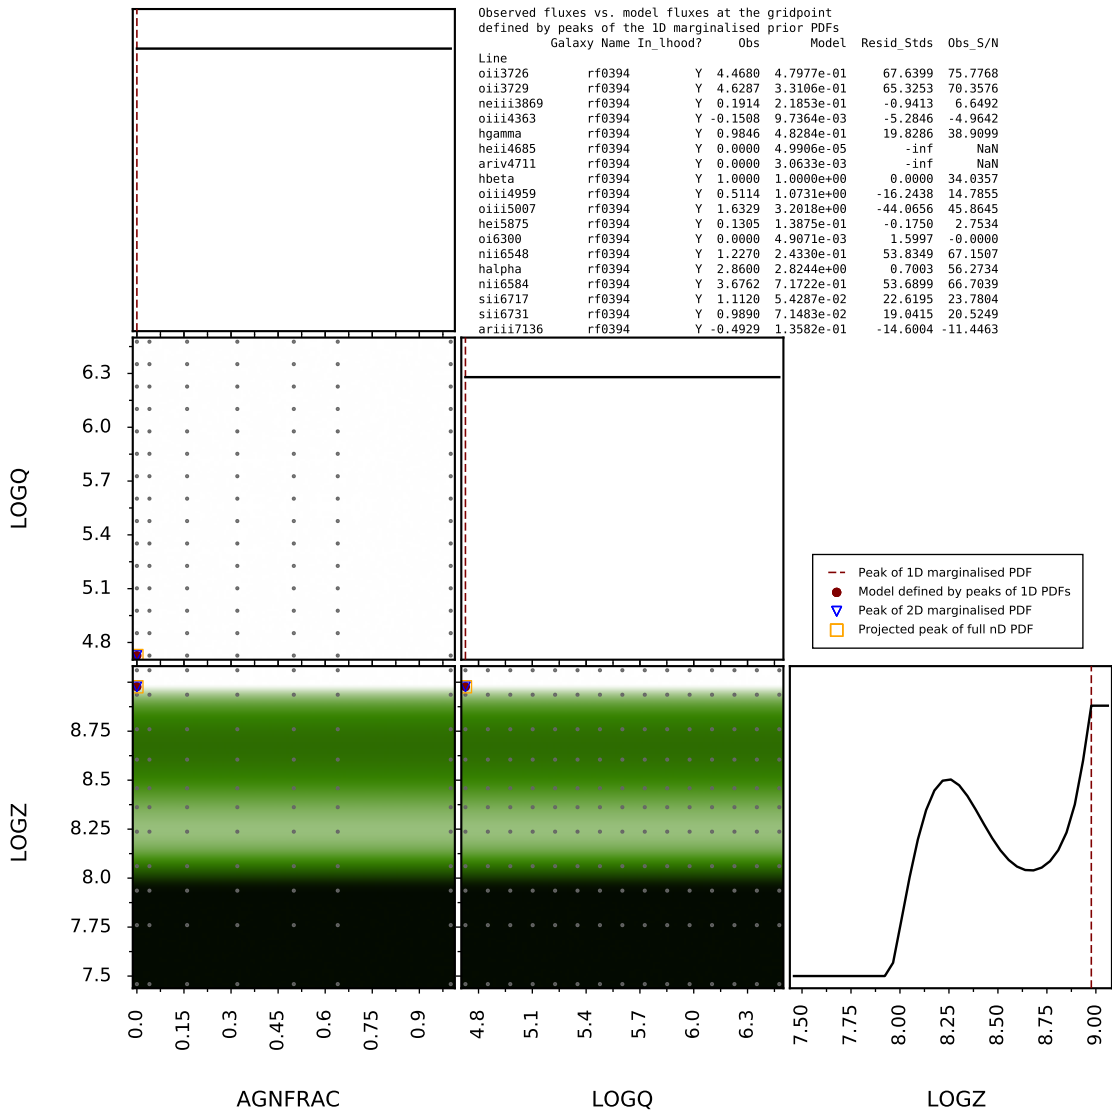 Observed fluxes vs. model fluxes at the gridpoint
defined by peaks of the 1D marginalised prior PDFs
Galaxy Name In_lhood? Obs Model Resid_Stds Obs_S/N
Line
oii3726 rf0394 Y 4.4680 4.7977e-01 67.6399 75.7768
oii3729 rf0394 Y 4.6287 3.3106e-01 65.3253 70.3576
neiii3869 rf0394 Y 0.1914 2.1853e-01 -0.9413 6.6492
oiii4363 rf0394 Y -0.1508 9.7364e-03 -5.2846 -4.9642
hgamma rf0394 Y 0.9846 4.8284e-01 19.8286 38.9099
heii4685 rf0394 Y 0.0000 4.9906e-05 -inf NaN
ariv4711 rf0394 Y 0.0000 3.0633e-03 -inf NaN
hbeta rf0394 Y 1.0000 1.0000e+00 0.0000 34.0357
oiii4959 rf0394 Y 0.5114 1.0731e+00 -16.2438 14.7855
oiii5007 rf0394 Y 1.6329 3.2018e+00 -44.0656 45.8645
hei5875 rf0394 Y 0.1305 1.3875e-01 -0.1750 2.7534
oi6300 rf0394 Y 0.0000 4.9071e-03 1.5997 -0.0000
nii6548 rf0394 Y 1.2270 2.4330e-01 53.8349 67.1507
halpha rf0394 Y 2.8600 2.8244e+00 0.7003 56.2734
nii6584 rf0394 Y 3.6762 7.1722e-01 53.6899 66.7039
sii6717 rf0394 Y 1.1120 5.4287e-02 22.6195 23.7804
sii6731 rf0394 Y 0.9890 7.1483e-02 19.0415 20.5249
ariii7136 rf0394 Y -0.4929 1.3582e-01 -14.6004 -11.4463
LOGQ
6.3
6.0
5.7
5.4
5.1
4.8
Peak of 1D marginalised PDF
Model defined by peaks of 1D PDFs
Peak of 2D marginalised PDF
Projected peak of full nD PDF
LOGZ
8.75
8.5
8.25
8.0
7.75
7.5
0.0 0.15 0.3 0.45 0.6 0.75 0.9
4.8 5.1 5.4 5.7 6.0 6.3
7.50 7.75 8.00 8.25 8.50 8.75 9.00
AGNFRAC LOGQ LOGZ